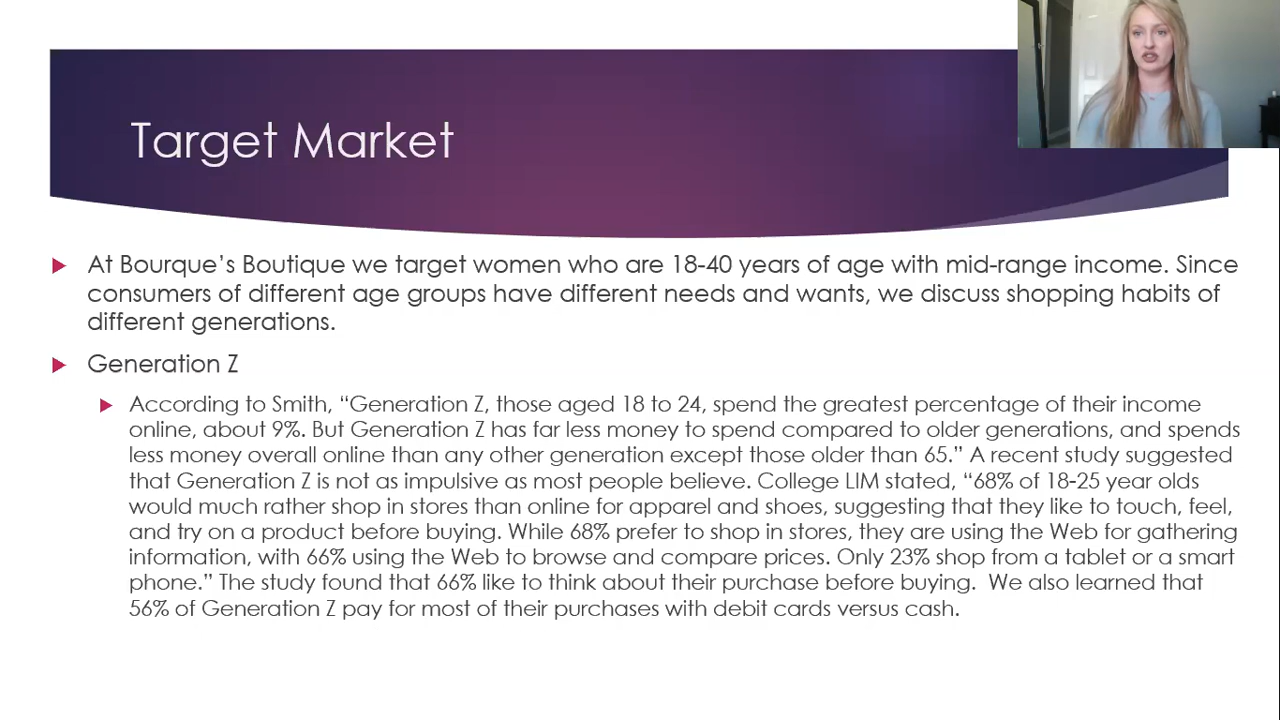 Target Market
At Bourque’s Boutique we target women who are 18-40 years of age with mid-range income. Since
consumers of different age groups have different needs and wants, we discuss shopping habits of
different generations.
Generation Z
According to Smith, “Generation Z, those aged 18 to 24, spend the greatest percentage of their income
online, about 9%. But Generation Z has far less money to spend compared to older generations, and spends
less money overall online than any other generation except those older than 65.” A recent study suggested
that Generation Z is not as impulsive as most people believe. College LIM stated, “68% of 18-25 year olds
would much rather shop in stores than online for apparel and shoes, suggesting that they like to touch, feel,
and try on a product before buying. While 68% prefer to shop in stores, they are using the Web for gathering
information, with 66% using the Web to browse and compare prices. Only 23% shop from a tablet or a smart
phone.” The study found that 66% like to think about their purchase before buying.  We also learned that
56% of Generation Z pay for most of their purchases with debit cards versus cash.